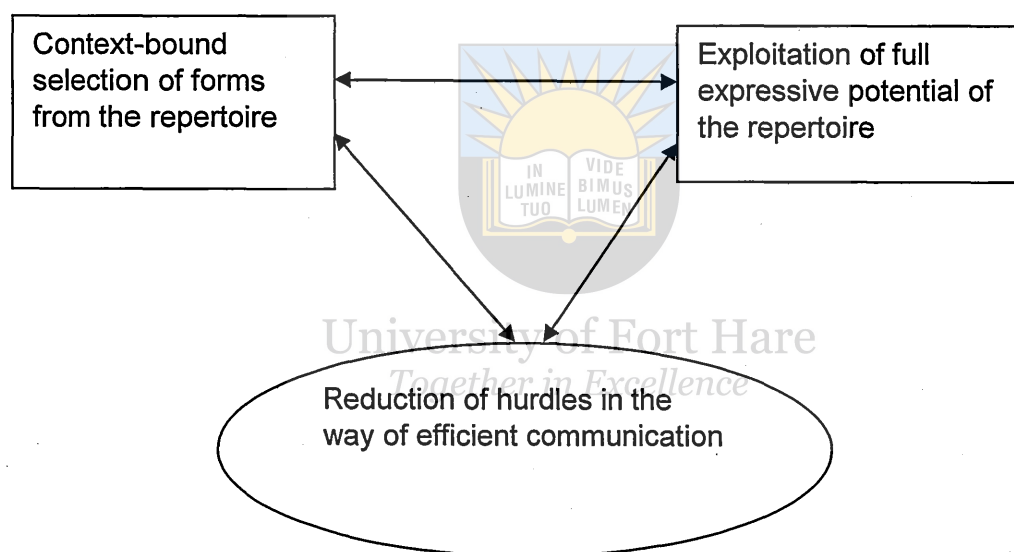 Context-bound
selection of forms
from the repertoire
Exploitation of full
expressive potential of
the repertoire
IN
LUMINE
TUO
VIDE
BIMUS
LUMEN
University of Fort Hare
Together in Excellence
Reduction of hurdles in the
way of efficient communication